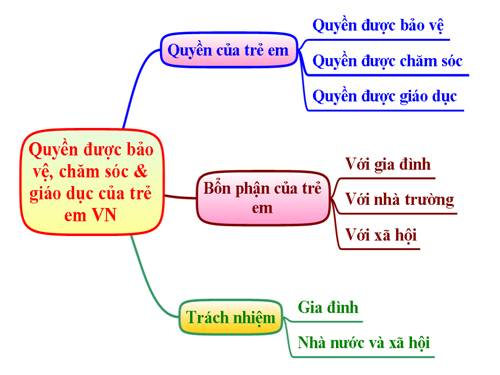 Quyền được bảo
vệ, chăm sóc &
giáo dục của trẻ
em VN
Quyền của trẻ em
Quyền được bảo vệ
Quyền được chăm sóc
Quyền được giáo dục
Bổn phận của trẻ
em
Với gia đình
Với nhà trường
Với xã hội
Trách nhiệm
Gia đình
Nhà nước và xã hội